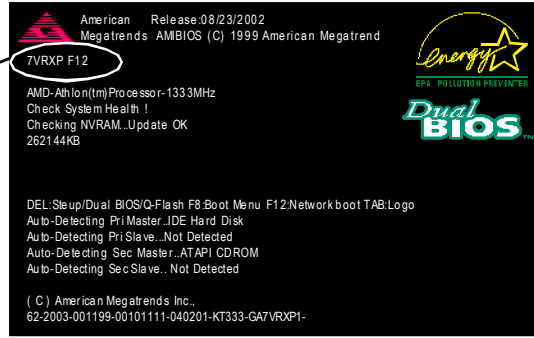 American Release:08/23/2002
Megatrends AMIBIOS (C) 1999 American Megatrend
7VRXP F12
energy
EPA POLLUTION PREVENTER
AMD-Athlon(tm)Processor-1333MHz
Check System Health !
Checking NVRAM..Update OK
262144KB
Dual
BIOS TM
DEL:Steup/Dual BIOS/Q-Flash F8:Boot Menu F12:Network boot TAB:Logo
Auto-Detecting Pri Master..IDE Hard Disk
Auto-Detecting Pri Slave...Not Detected
Auto-Detecting Sec Master..ATAPI CDROM
Auto-Detecting Sec Slave.. Not Detected
( C ) American Megatrends Inc.,
62-2003-001199-00101111-040201-KT333-GA7VRXP1-